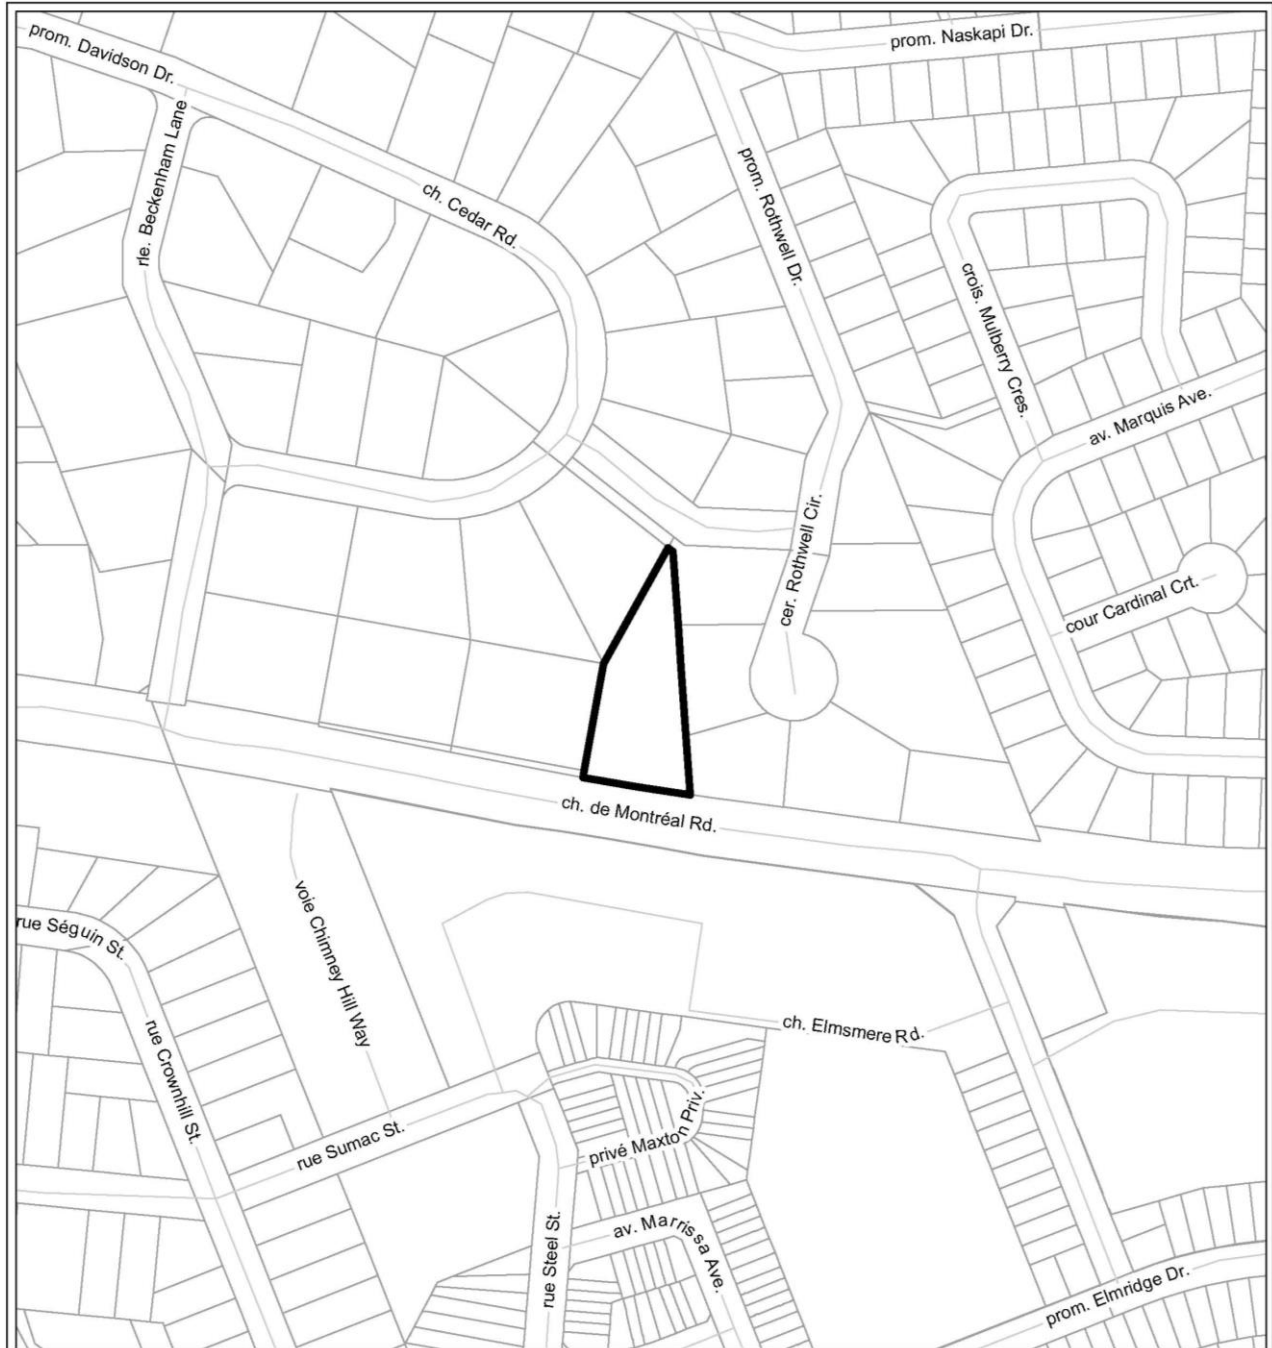 prom. Naskapi Dr.
prom. Davidson Dr.
rle. Beckenham Lane
ch. Cedar Rd.
prom. Rothwell Dr.
crois. Mulberry Cres.
av. Marquis Ave.
cer. Rothwell Cir.
cour Cardinal Crt.
ch. de Montréal Rd.
voie Chimney Hill Way
rue Séguin St.
rue Crownhill St.
ch. Elmsmere Rd.
rue Sumac St.
privé Maxton Priv.
av. Marrissa Ave.
rue Steel St.
prom. Elmridge Dr.